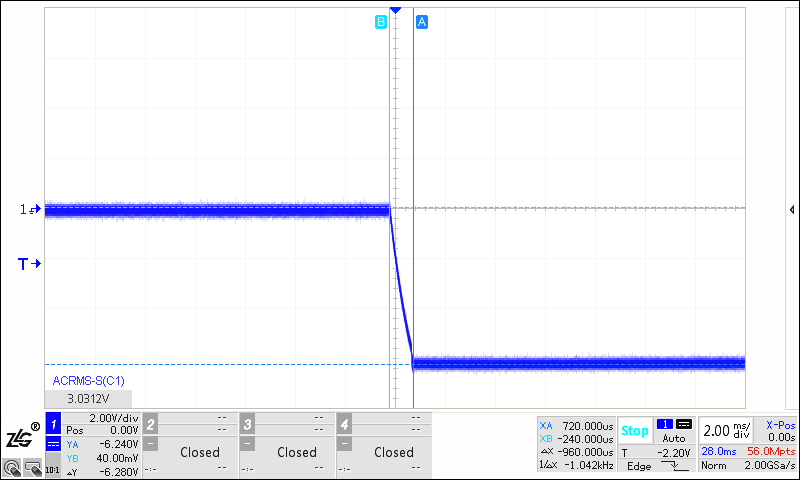 B A
1
T
ACRMS-S(C1)
3.0312V
ZLG®
1 2.00V/div
Pos 0.00V
YA -6.240V
YB 40.00mV
10:1 △Y -6.280V
2 --
--
– Closed
-:- --
3 --
--
– Closed
-:- --
4 --
--
– Closed
-:- --
XA 720.000us
XB -240.000us
△X -960.000us
1/△X -1.042kHz
Stop 1
Auto
T -2.20V
Edge
2.00 ms/div
X-Pos
0.00s
28.0ms 56.0Mpts
Norm 2.00GSa/s